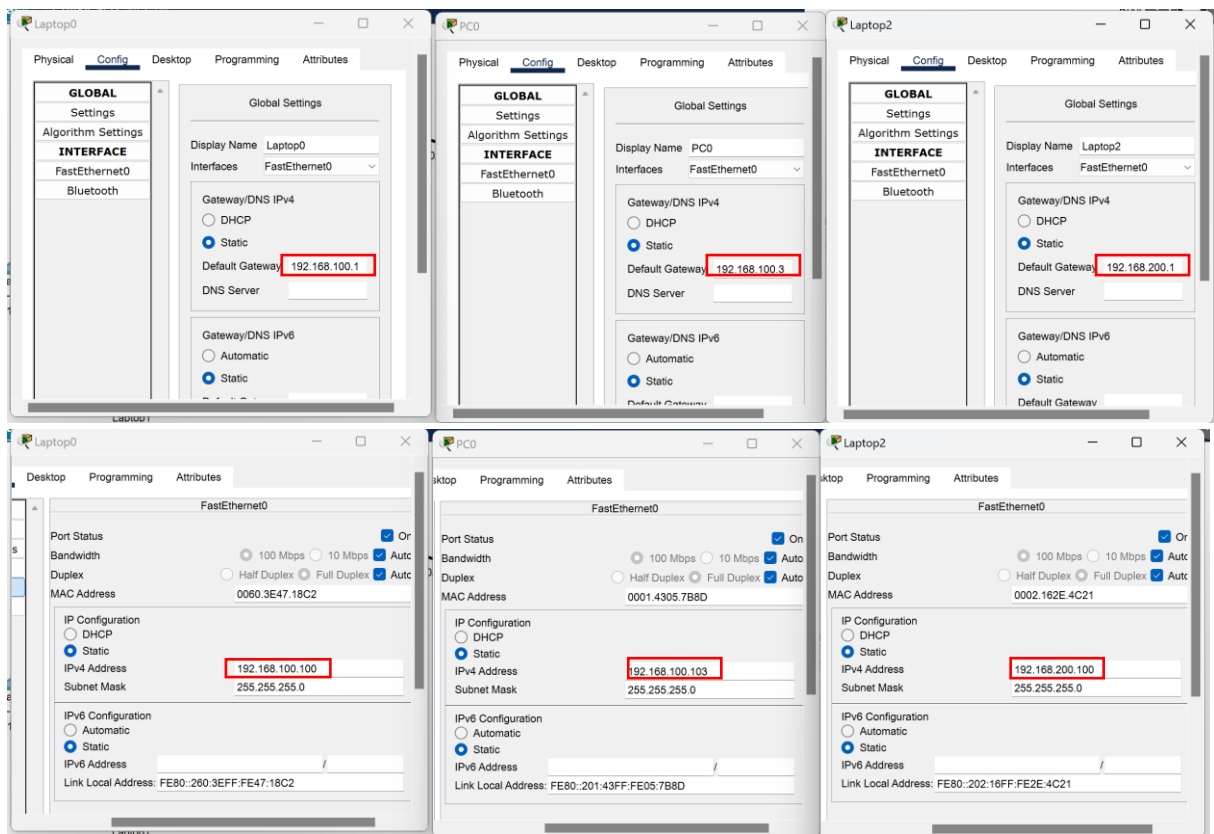 Laptop0
Physical Config Desktop Programming Attributes
GLOBAL
Settings
Algorithm Settings
INTERFACE
FastEthernet0
Bluetooth
Global Settings
Display Name Laptop0
Interfaces FastEthernet0
Gateway/DNS IPv4
DHCP
Static
Default Gateway 192.168.100.1
DNS Server
Gateway/DNS IPv6
Automatic
Static
PC0
Physical Config Desktop Programming Attributes
GLOBAL
Settings
Algorithm Settings
INTERFACE
FastEthernet0
Bluetooth
Global Settings
Display Name PC0
Interfaces FastEthernet0
Gateway/DNS IPv4
DHCP
Static
Default Gateway 192.168.100.3
DNS Server
Gateway/DNS IPv6
Automatic
Static
Default Gateway
Laptop2
Physical Config Desktop Programming Attributes
GLOBAL
Settings
Algorithm Settings
INTERFACE
FastEthernet0
Bluetooth
Global Settings
Display Name Laptop2
Interfaces FastEthernet0
Gateway/DNS IPv4
DHCP
Static
Default Gateway 192.168.200.1
DNS Server
Gateway/DNS IPv6
Automatic
Static
Default Gateway
Laptop1
Laptop0
Desktop Programming Attributes
FastEthernet0
Port Status On
Bandwidth 100 Mbps 10 Mbps Auto
Duplex Half Duplex Full Duplex Auto
MAC Address 0060.3E47.18C2
IP Configuration
DHCP
Static
IPv4 Address 192.168.100.100
Subnet Mask 255.255.255.0
IPv6 Configuration
Automatic
Static
IPv6 Address /
Link Local Address: FE80::260:3EFF:FE47:18C2
PC0
sktop Programming Attributes
FastEthernet0
Port Status On
Bandwidth 100 Mbps 10 Mbps Auto
Duplex Half Duplex Full Duplex Auto
MAC Address 0001.4305.7B8D
IP Configuration
DHCP
Static
IPv4 Address 192.168.100.103
Subnet Mask 255.255.255.0
IPv6 Configuration
Automatic
Static
IPv6 Address /
Link Local Address: FE80::201:43FF:FE05:7B8D
Laptop2
ktop Programming Attributes
FastEthernet0
Port Status Or
Bandwidth 100 Mbps 10 Mbps Autc
Duplex Half Duplex Full Duplex Autc
MAC Address 0002.162E.4C21
IP Configuration
DHCP
Static
IPv4 Address 192.168.200.100
Subnet Mask 255.255.255.0
IPv6 Configuration
Automatic
Static
IPv6 Address /
Link Local Address: FE80::202:16FF:FE2E:4C21